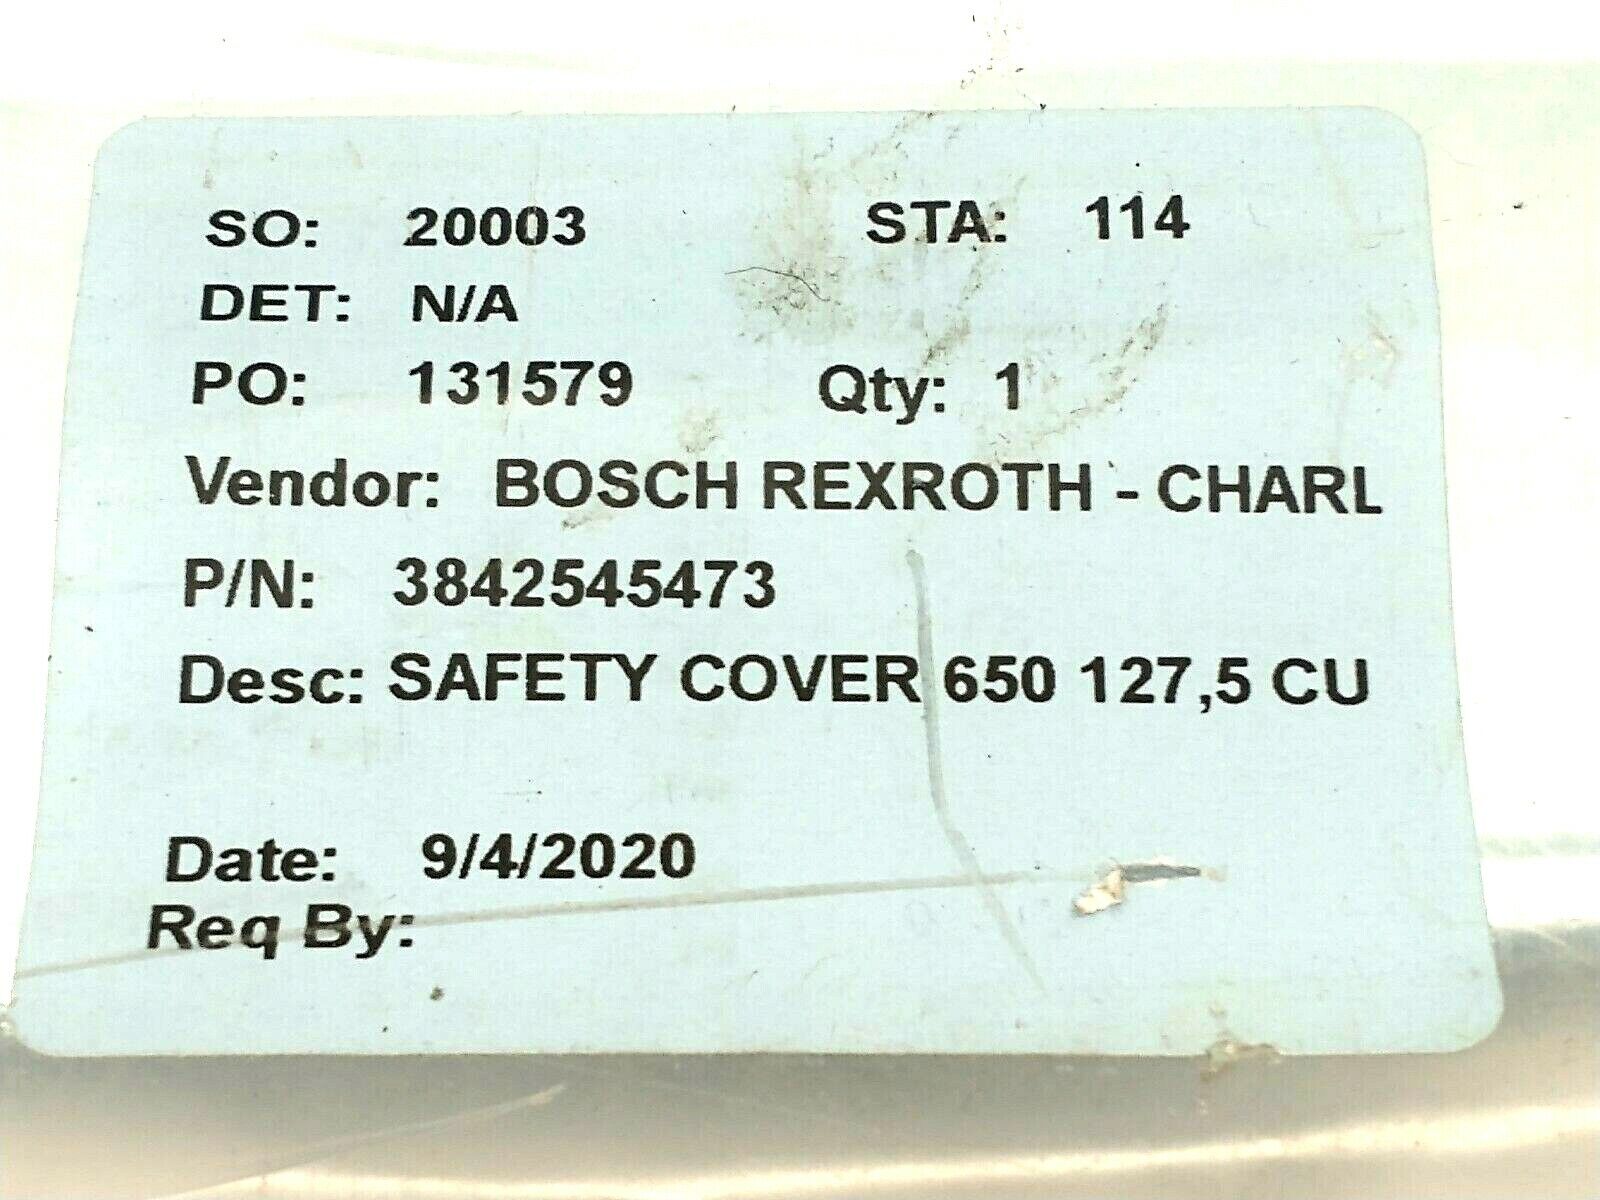 SO: 20003 STA: 114
DET: N/A
PO: 131579 Qty: 1
Vendor: BOSCH REXROTH - CHARL
P/N: 3842545473
Desc: SAFETY COVER 650 127,5 CU
Date: 9/4/2020
Req By: